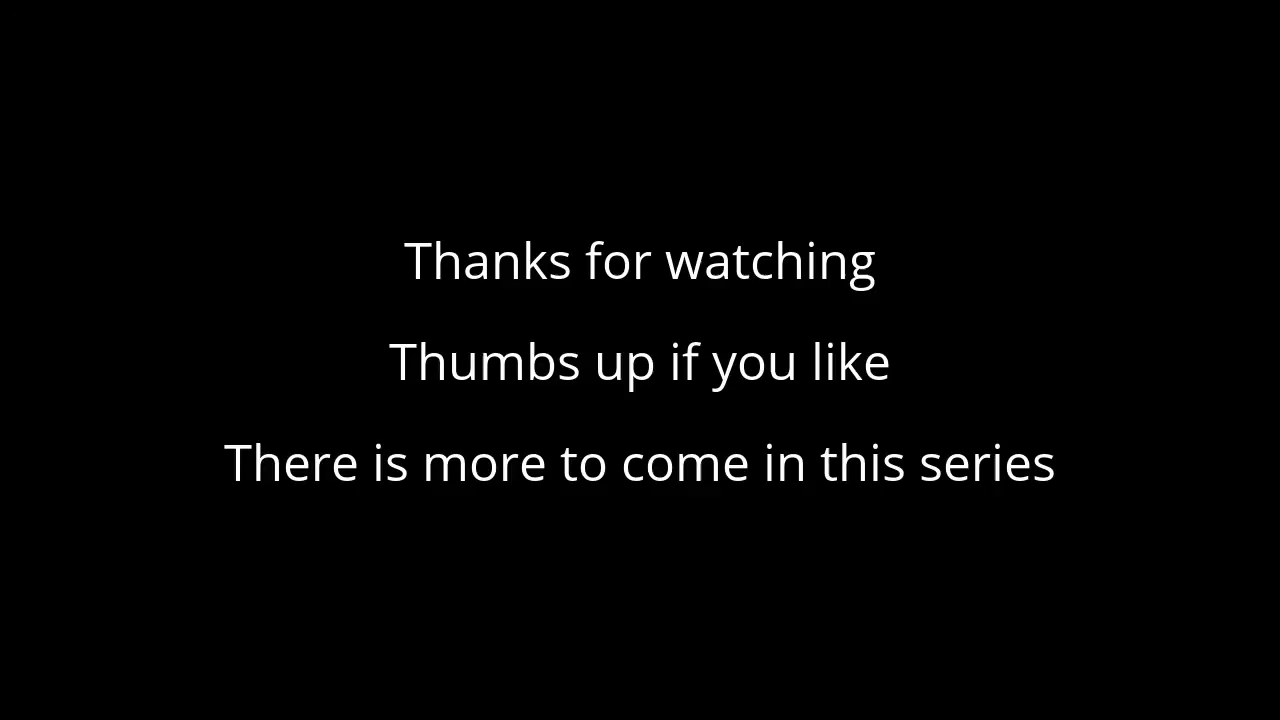 Thanks for watching
Thumbs up if you like
There is more to come in this series